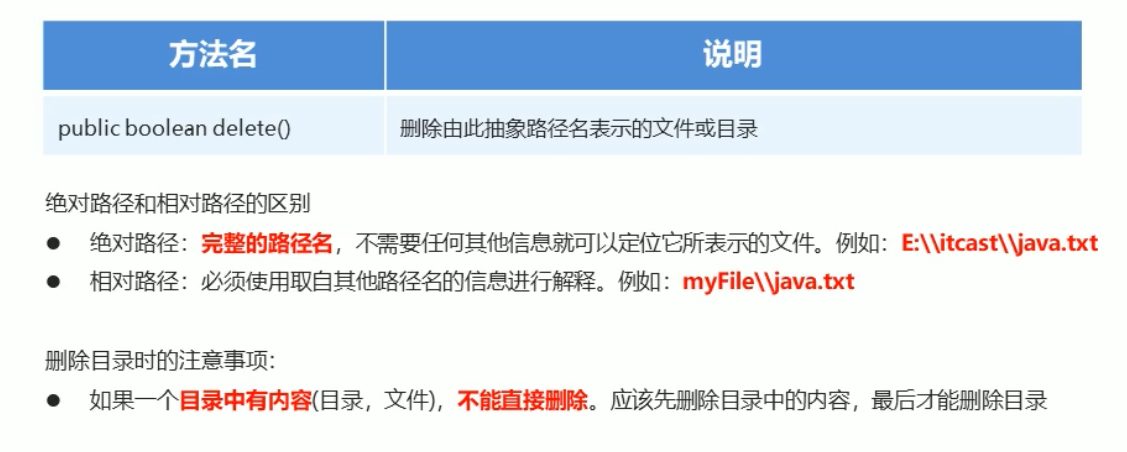 方法名 说明
public boolean delete() 删除由此抽象路径名表示的文件或目录
绝对路径和相对路径的区别
● 绝对路径：完整的路径名，不需要任何其他信息就可以定位它所表示的文件。例如：E:\\itcast\\java.txt
● 相对路径：必须使用取自其他路径名的信息进行解释。例如：myFile\\java.txt
删除目录时的注意事项：
● 如果一个目录中有内容(目录，文件)，不能直接删除。应该先删除目录中的内容，最后才能删除目录